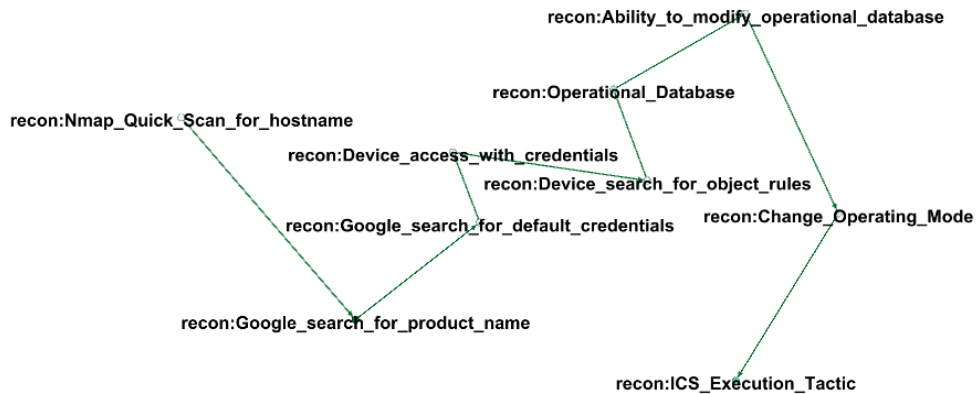 recon:Ability_to_modify_operational_database
recon:Operational_Database
recon:Nmap_Quick_Scan_for_hostname
recon:Device_access_with_credentials
recon:Device_search_for_object_rules
recon:Change_Operating_Mode
recon:Google_search_for_default_credentials
recon:Google_search_for_product_name
recon:ICS_Execution_Tactic